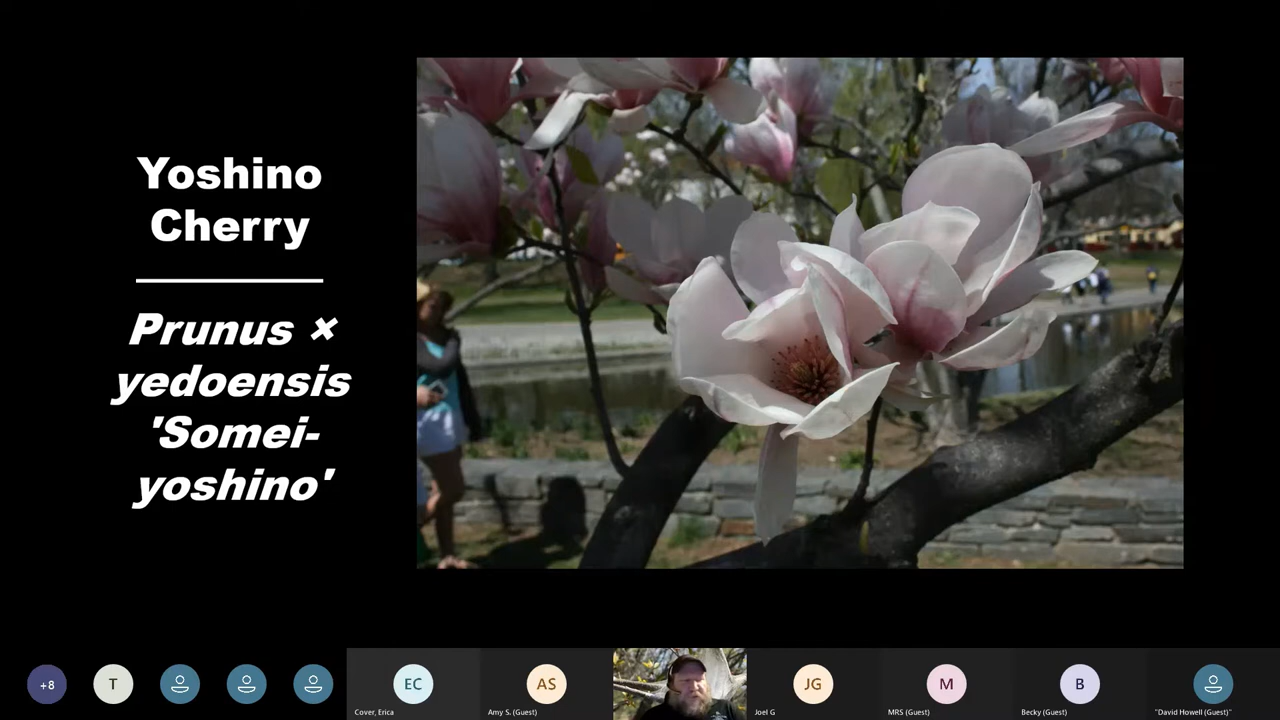 Yoshino
Cherry
Prunus ×
yedoensis
'Somei-
yoshino'
+8
T
EC
AS
JG
M
B
Cover, Erica
Amy S. (Guest)
Joel G
MRS (Guest)
Becky (Guest)
"David Howell (Guest)"